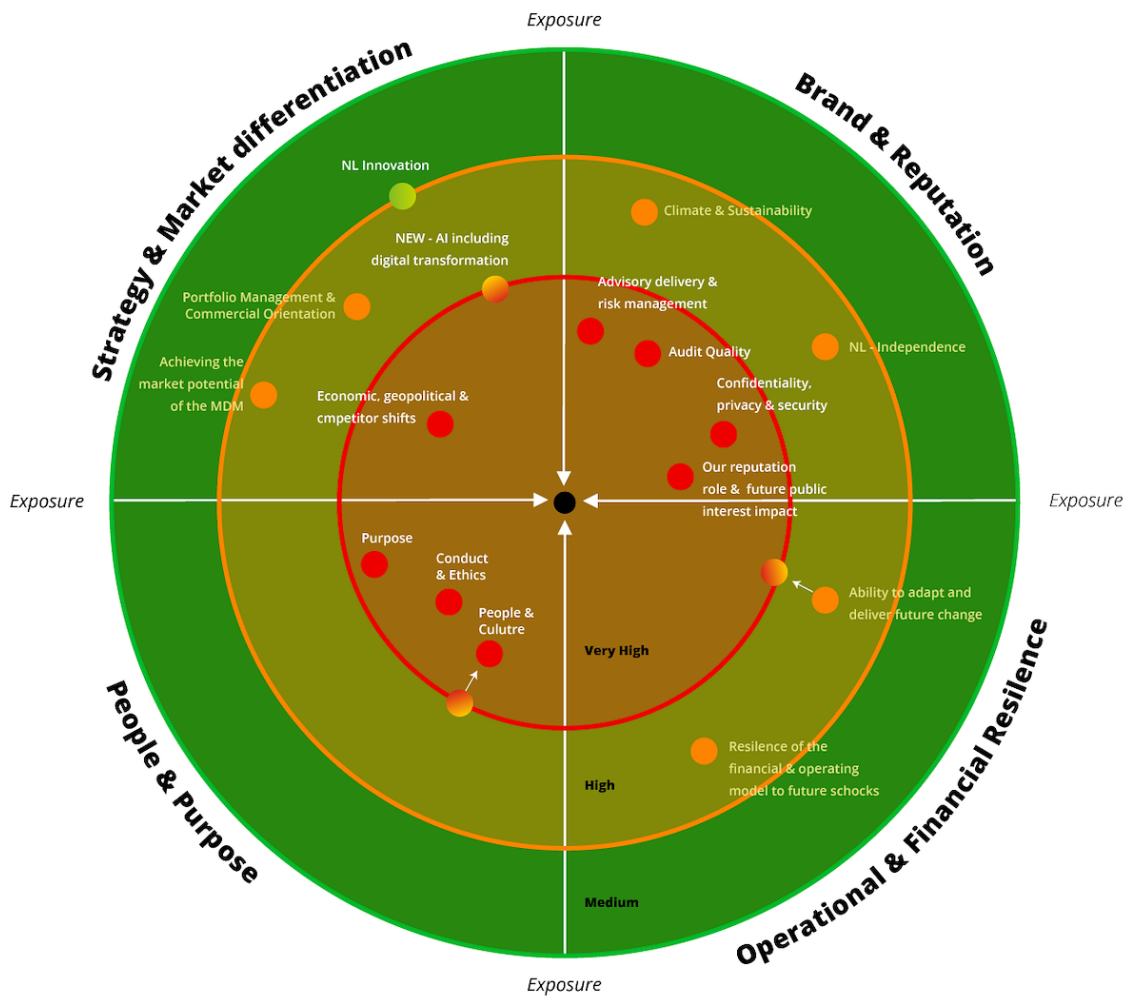 Exposure
Strategy & Market differentiation
Brand & Reputation
NL Innovation
Climate & Sustainability
NEW - AI including
digital transformation
Advisory delivery &
risk management
Portfolio Management &
Commercial Orientation
Audit Quality
NL - Independence
Achieving the
market potential
of the MDM
Confidentiality,
privacy & security
Economic, geopolitical &
cmpetitor shifts
Our reputation
role & future public
interest impact
Exposure
Exposure
Purpose
Conduct
& Ethics
People &
Culutre
Ability to adapt and
deliver future change
Very High
High
Resilence of the
financial & operating
model to future schocks
Medium
People & Purpose
Operational & Financial Resilence
Exposure